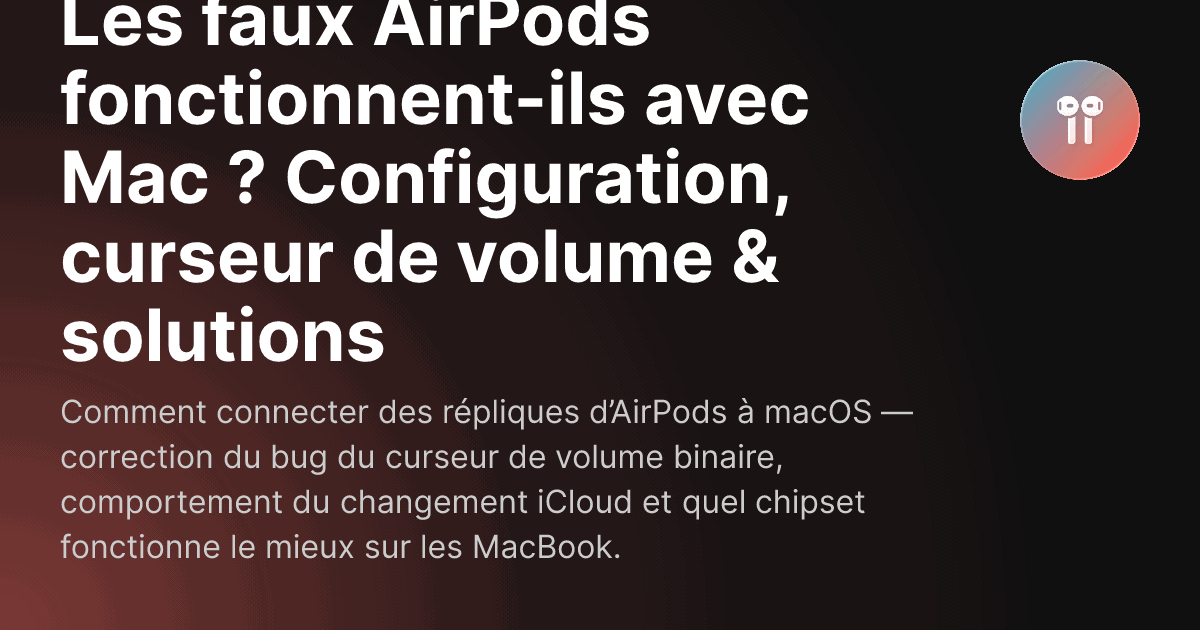 Les faux AirPods
fonctionnent-ils avec
Mac ? Configuration,
curseur de volume &
solutions
Comment connecter des répliques d’AirPods à macOS —
correction du bug du curseur de volume binaire,
comportement du changement iCloud et quel chipset
fonctionne le mieux sur les MacBook.